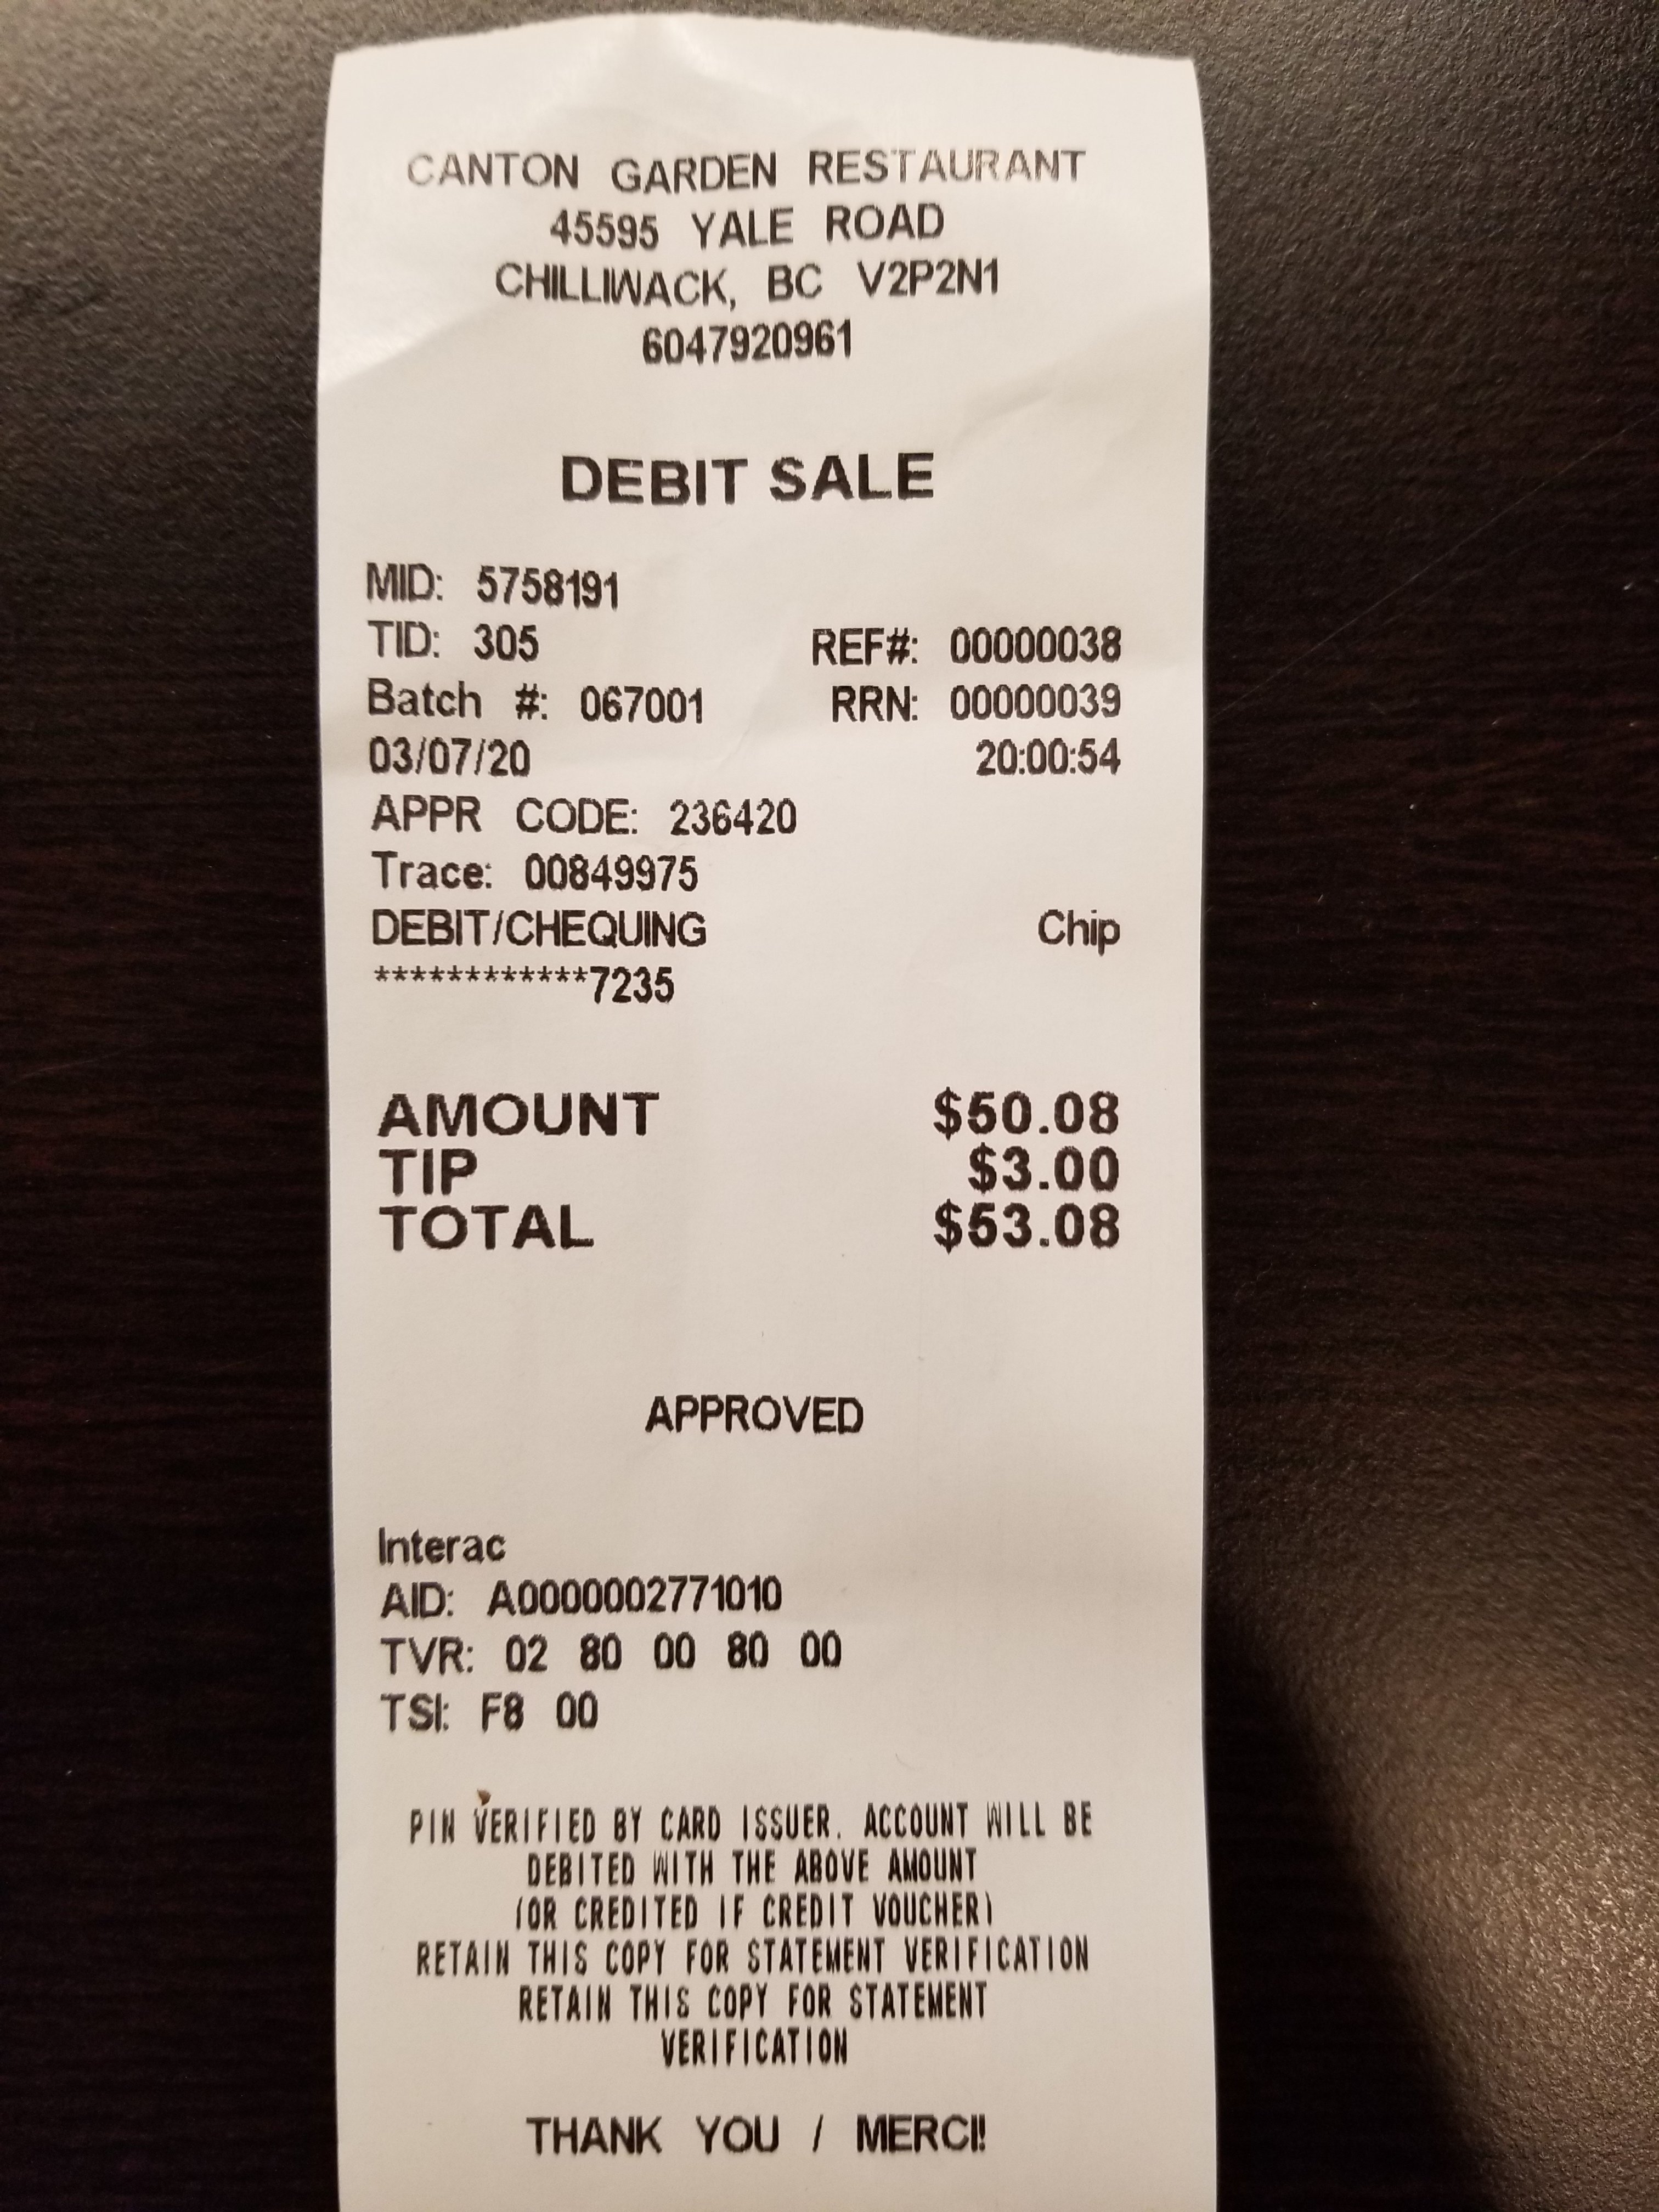 CANTON GARDEN RESTAURANT
45595 YALE ROAD
CHILLIWACK, BC V2P2N1
6047920961
DEBIT SALE
MID: 5758191
TID: 305 REF#: 00000038
Batch #: 067001 RRN: 00000039
03/07/20 20:00:54
APPR CODE: 236420
Trace: 00849975
DEBIT/CHEQUING Chip
************7235
AMOUNT $50.08
TIP $3.00
TOTAL $53.08
APPROVED
Interac
AID: A0000002771010
TVR: 02 80 00 80 00
TSI: F8 00
PIN VERIFIED BY CARD ISSUER. ACCOUNT WILL BE
DEBITED WITH THE ABOVE AMOUNT
(OR CREDITED IF CREDIT VOUCHER)
RETAIN THIS COPY FOR STATEMENT VERIFICATION
RETAIN THIS COPY FOR STATEMENT
VERIFICATION
THANK YOU / MERCI!